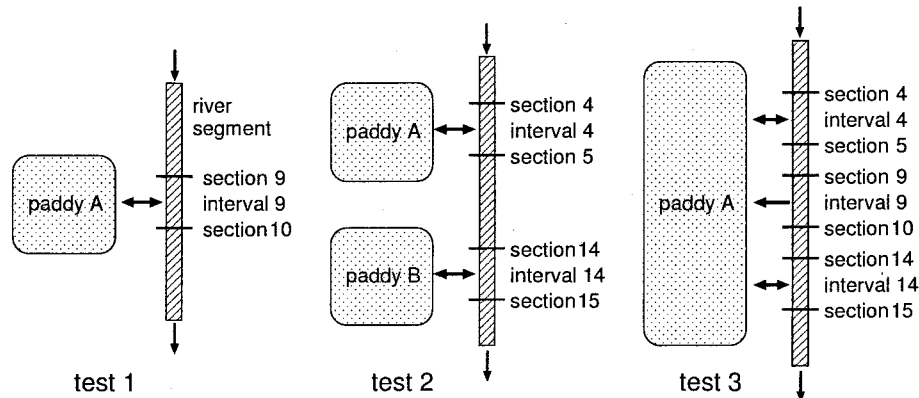 river
segment
section 9
paddy A
interval 9
section 10
test 1
section 4
paddy A
interval 4
section 5
section 14
paddy B
interval 14
section 15
test 2
section 4
interval 4
section 5
section 9
paddy A
interval 9
section 10
section 14
interval 14
section 15
test 3